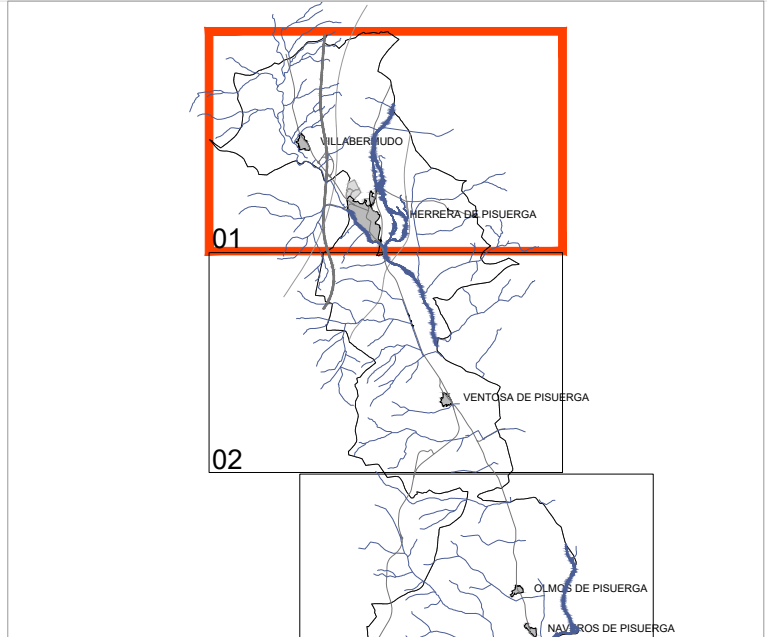 VILLABERMUDO
HERRERA DE PISUERGA
01
VENTOSA DE PISUERGA
02
OLMOS DE PISUERGA
NAVEROS DE PISUERGA